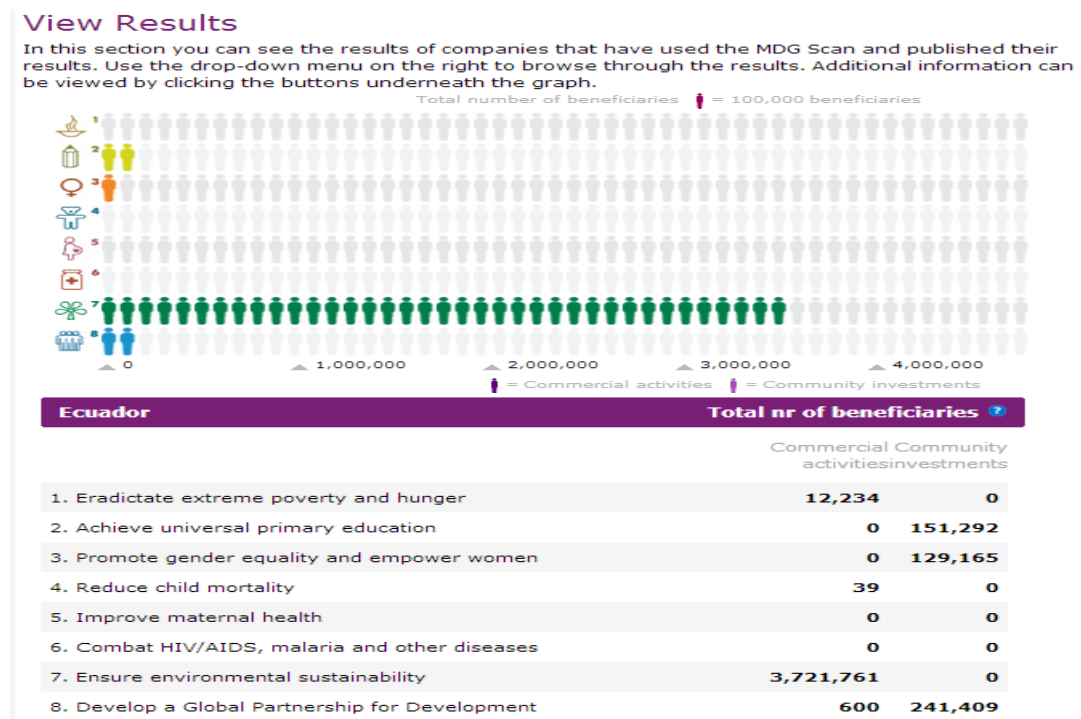 View Results
In this section you can see the results of companies that have used the MDG Scan and published their
results. Use the drop-down menu on the right to browse through the results. Additional information can
be viewed by clicking the buttons underneath the graph.
Total number of beneficiaries = 100,000 beneficiaries
1
2
3
4
5
6
7
8
0 1,000,000 2,000,000 3,000,000 4,000,000
= Commercial activities = Community investments
Ecuador Total nr of beneficiaries ?
Commercial Community
activities investments
1. Eradictate extreme poverty and hunger 12,234 0
2. Achieve universal primary education 0 151,292
3. Promote gender equality and empower women 0 129,165
4. Reduce child mortality 39 0
5. Improve maternal health 0 0
6. Combat HIV/AIDS, malaria and other diseases 0 0
7. Ensure environmental sustainability 3,721,761 0
8. Develop a Global Partnership for Development 600 241,409